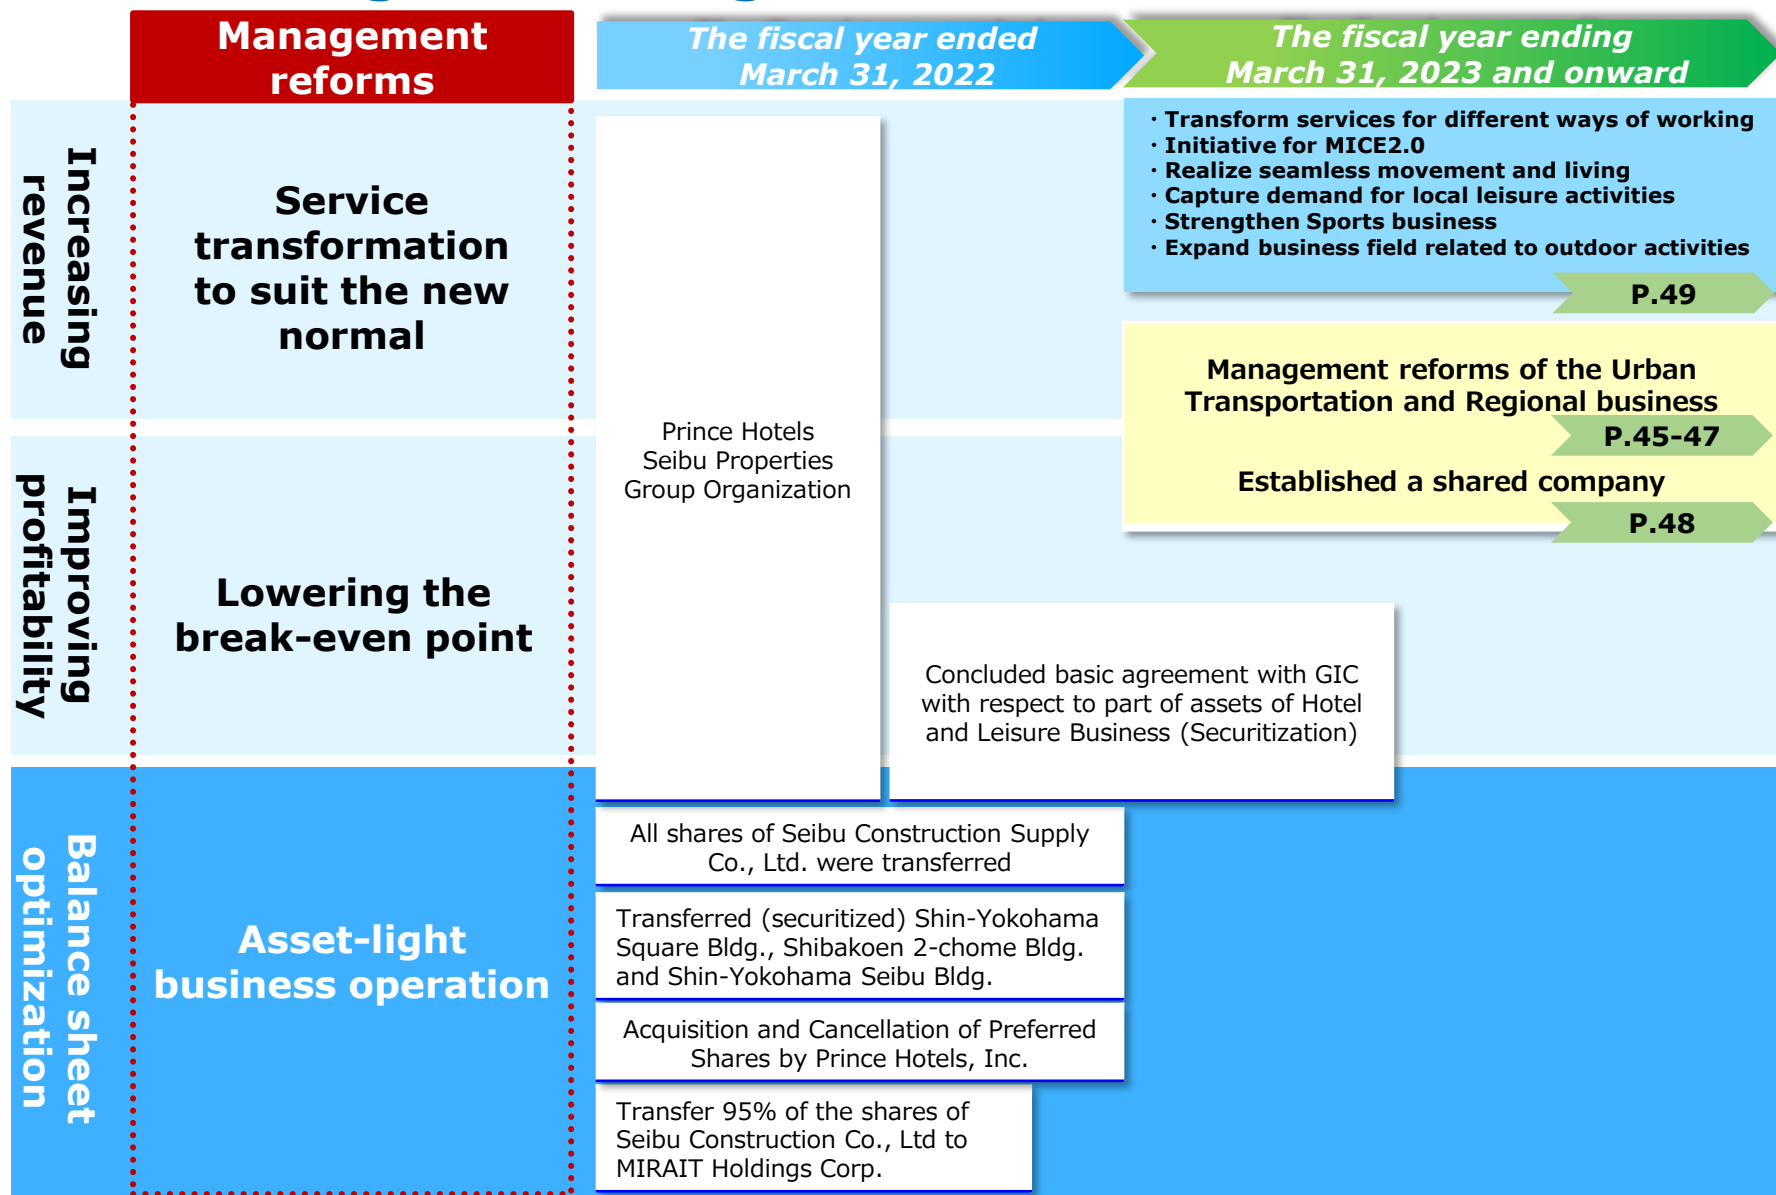 Management
reforms
The fiscal year ended
March 31, 2022
The fiscal year ending
March 31, 2023 and onward
Increasing
revenue
Service
transformation
to suit the new
normal
・Transform services for different ways of working
・Initiative for MICE2.0
・Realize seamless movement and living
・Capture demand for local leisure activities
・Strengthen Sports business
・Expand business field related to outdoor activities
P.49
Management reforms of the Urban
Transportation and Regional business
P.45-47
Established a shared company
P.48
Prince Hotels
Seibu Properties
Group Organization
Improving
profitability
Lowering the
break-even point
Concluded basic agreement with GIC
with respect to part of assets of Hotel
and Leisure Business (Securitization)
Balance sheet
optimization
Asset-light
business operation
All shares of Seibu Construction Supply
Co., Ltd. were transferred
Transferred (securitized) Shin-Yokohama
Square Bldg., Shibakoen 2-chome Bldg.
and Shin-Yokohama Seibu Bldg.
Acquisition and Cancellation of Preferred
Shares by Prince Hotels, Inc.
Transfer 95% of the shares of
Seibu Construction Co., Ltd to
MIRAIT Holdings Corp.